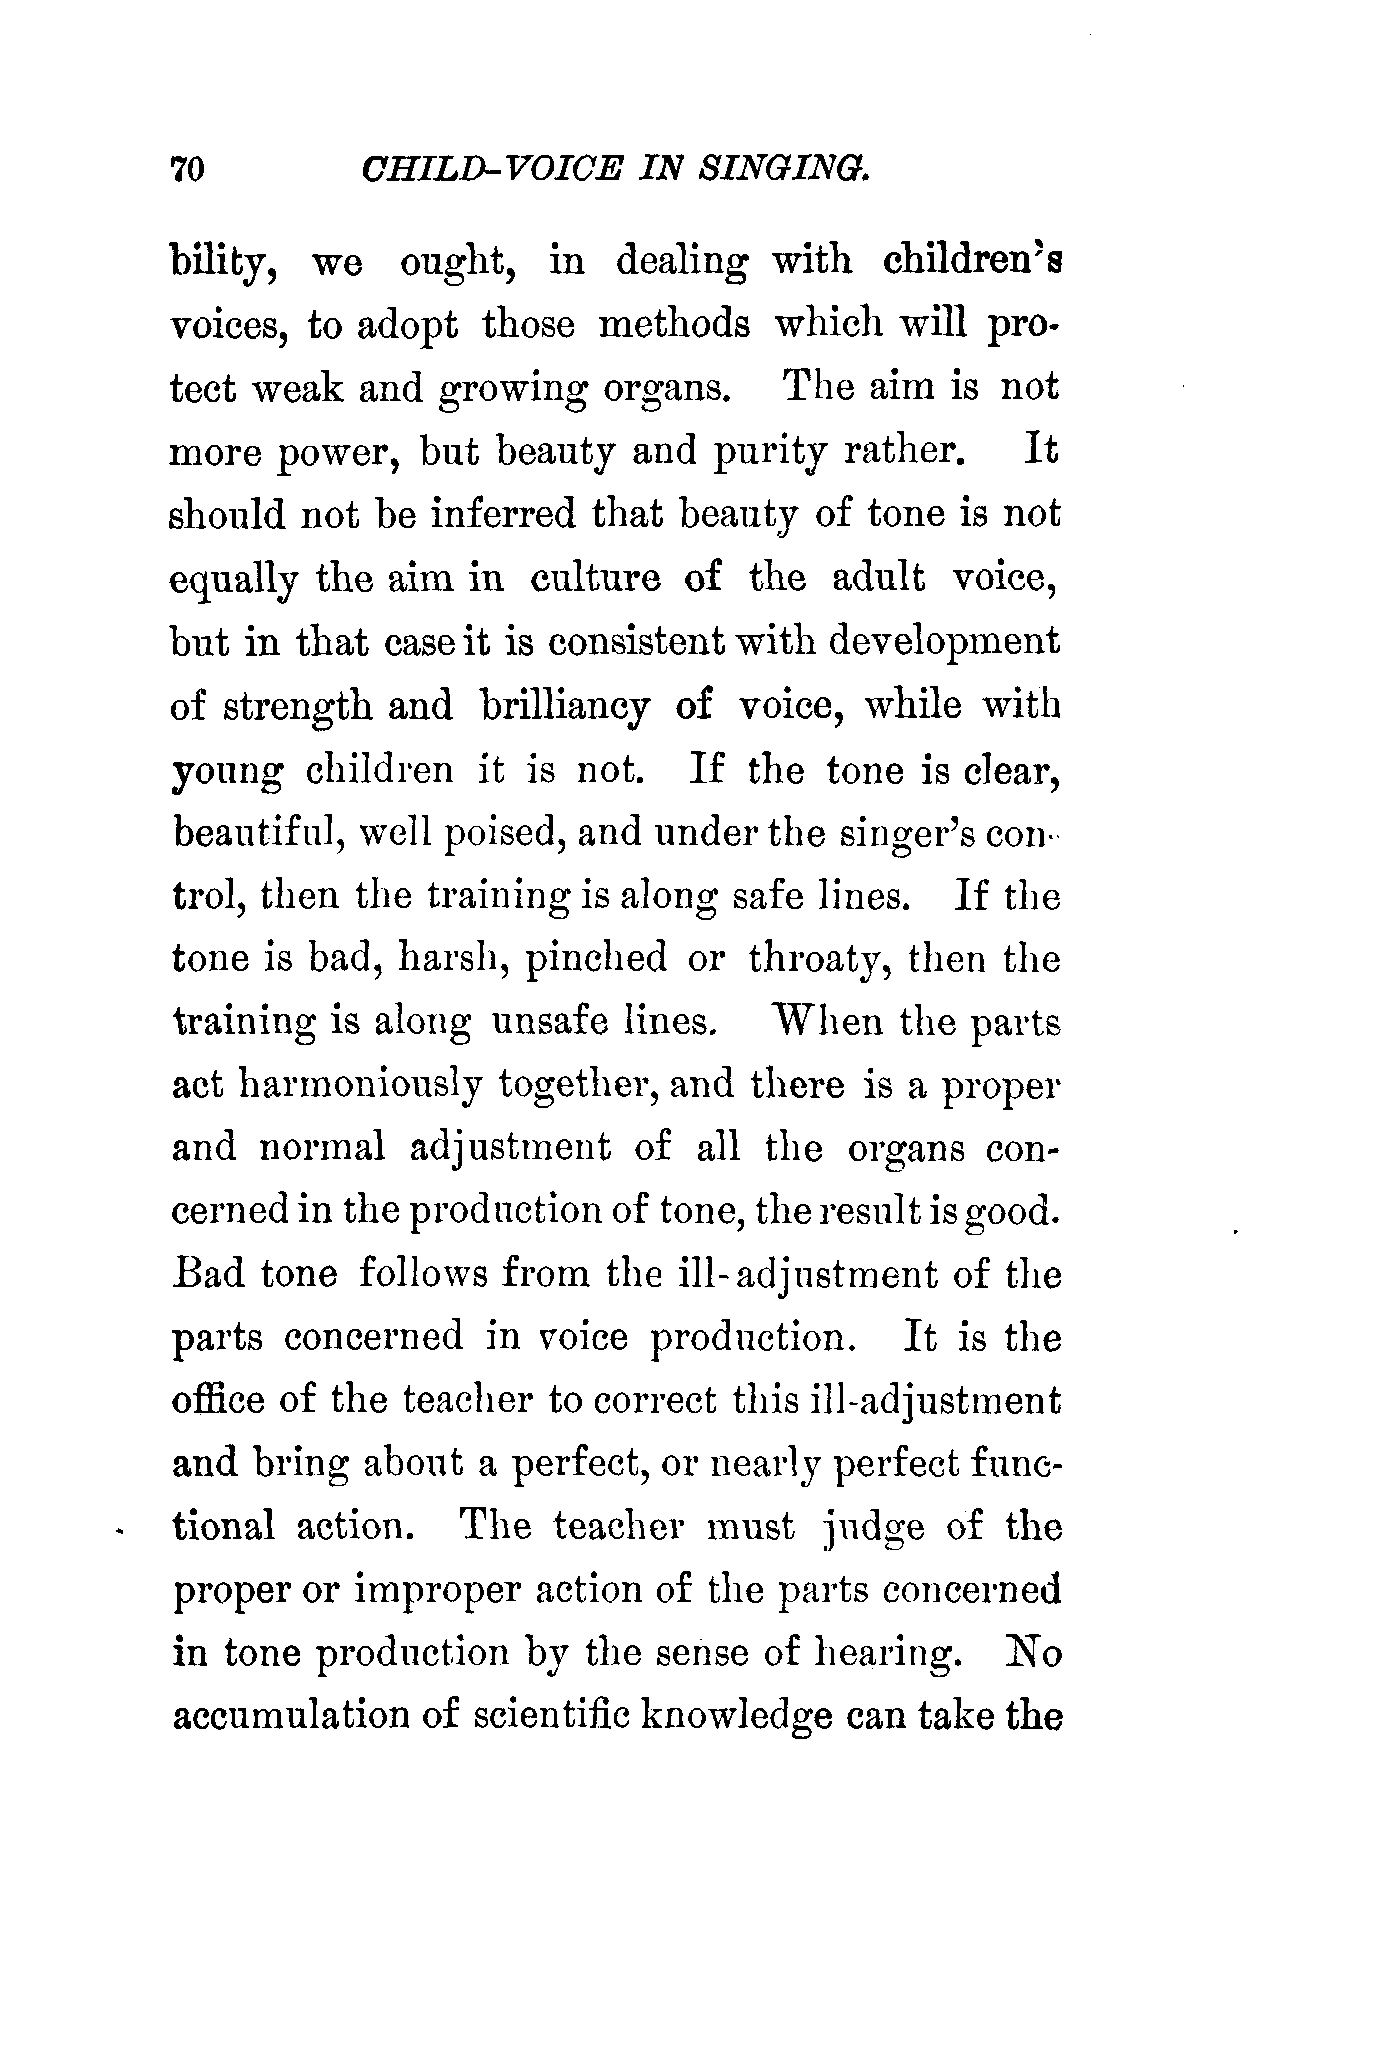 70 CHILD-VOICE IN SINGING.
bility, we ought, in dealing with children's
voices, to adopt those methods which will pro-
tect weak and growing organs. The aim is not
more power, but beauty and purity rather. It
should not be inferred that beauty of tone is not
equally the aim in culture of the adult voice,
but in that case it is consistent with development
of strength and brilliancy of voice, while with
young children it is not. If the tone is clear,
beautiful, well poised, and under the singer's con-
trol, then the training is along safe lines. If the
tone is bad, harsh, pinched or throaty, then the
training is along unsafe lines. When the parts
act harmoniously together, and there is a proper
and normal adjustment of all the organs con-
cerned in the production of tone, the result is good.
Bad tone follows from the ill-adjustment of the
parts concerned in voice production. It is the
office of the teacher to correct this ill-adjustment
and bring about a perfect, or nearly perfect func-
tional action. The teacher must judge of the
proper or improper action of the parts concerned
in tone production by the sense of hearing. No
accumulation of scientific knowledge can take the